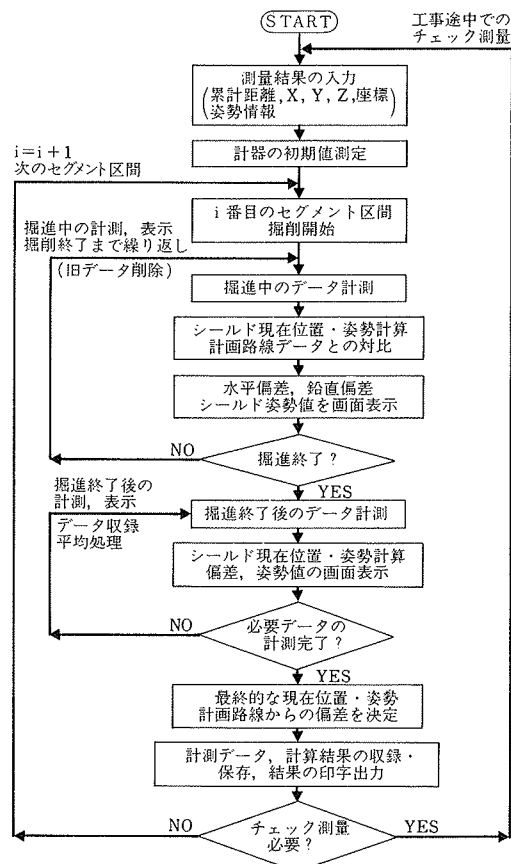 START
工事途中での
チェック測量
測量結果の入力
(累計距離, X, Y, Z, 座標)
姿勢情報
計器の初期値測定
i=i+1
次のセグメント区間
i番目のセグメント区間
掘削開始
掘進中の計測, 表示
掘削終了まで繰り返し
(旧データ削除)
掘進中のデータ計測
シールド現在位置・姿勢計算
計画路線データとの対比
水平偏差, 鉛直偏差
シールド姿勢値を画面表示
NO
掘進終了?
YES
掘進終了後の
計測, 表示
データ収録
平均処理
掘進終了後のデータ計測
シールド現在位置・姿勢計算
偏差, 姿勢値の画面表示
NO
必要データの
計測完了?
YES
最終的な現在位置・姿勢
計画路線からの偏差を決定
計測データ, 計算結果の収録・
保存, 結果の印字出力
NO
チェック測量
必要?
YES